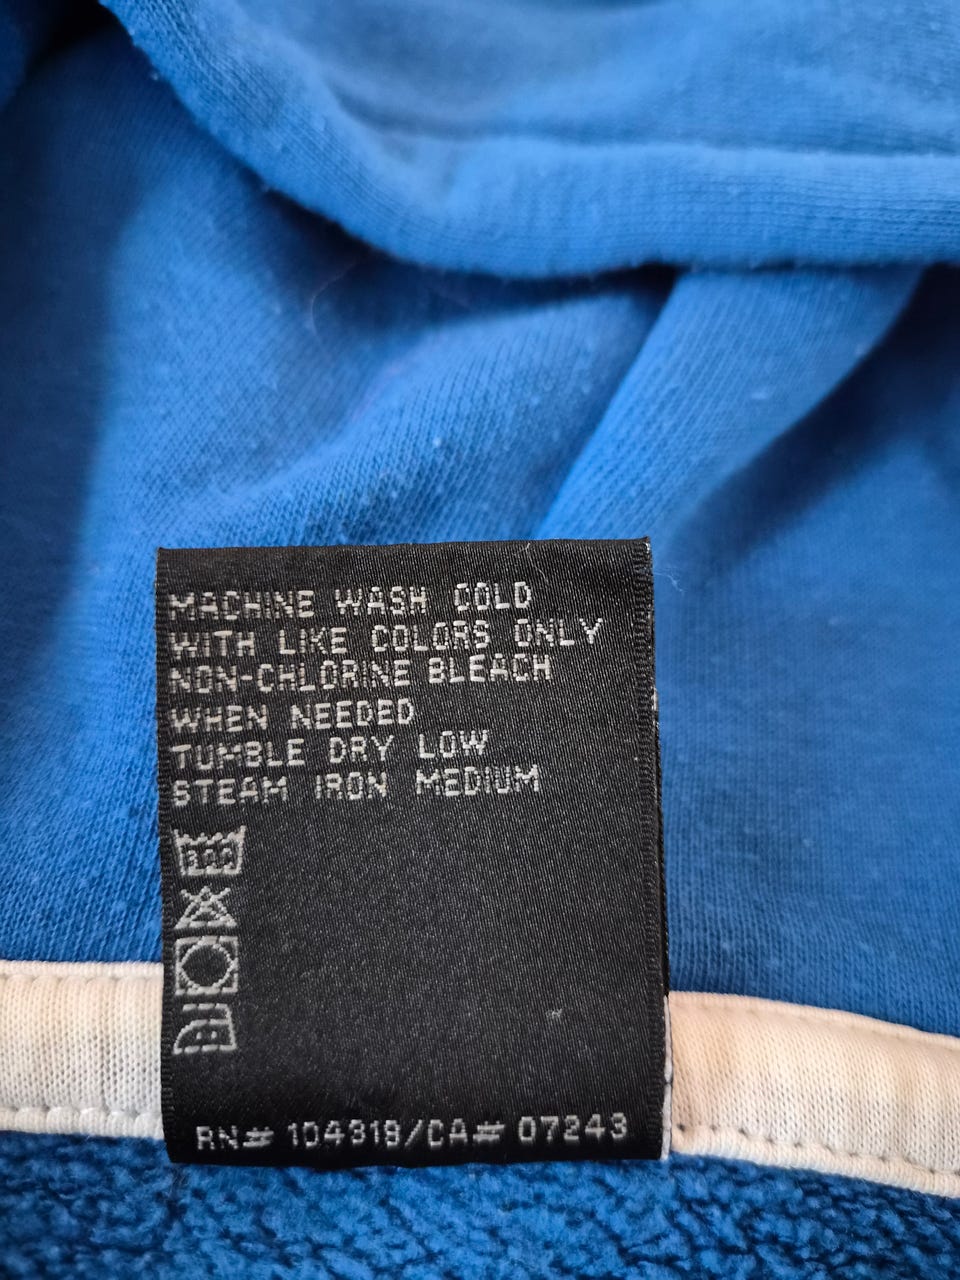 MACHINE WASH COLD
WITH LIKE COLORS ONLY
NON-CHLORINE BLEACH
WHEN NEEDED
TUMBLE DRY LOW
STEAM IRON MEDIUM
RN# 104319/CA# 07243